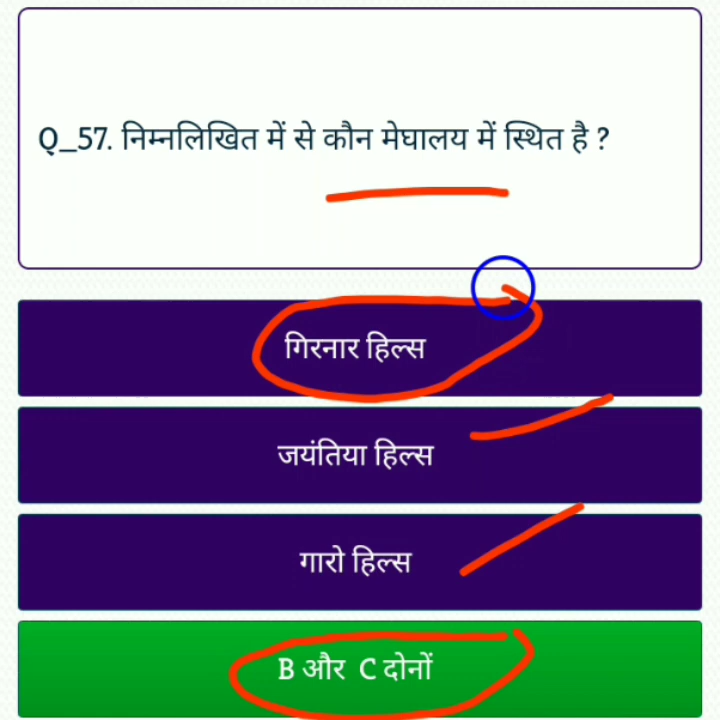 Q_57. निम्नलिखित में से कौन मेघालय में स्थित है ?
गिरनार हिल्स
जयंतिया हिल्स
गारो हिल्स
B और C दोनों